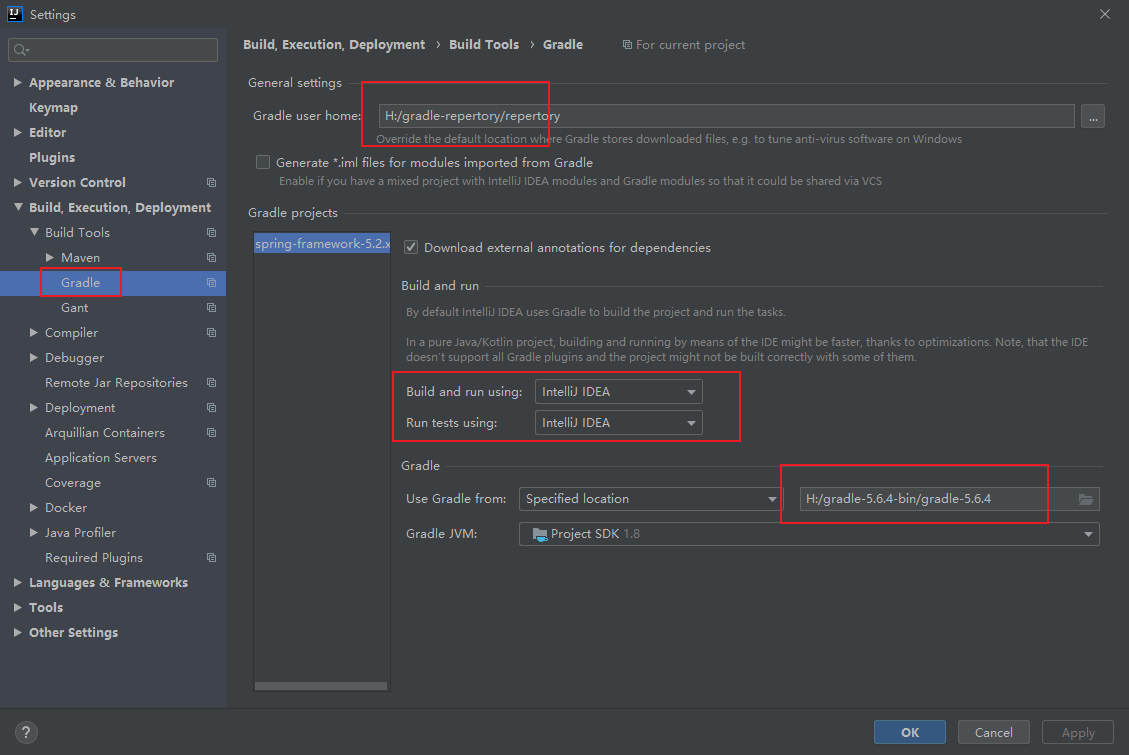 Settings
Build, Execution, Deployment › Build Tools › Gradle For current project
Appearance & Behavior
Keymap
Editor
Plugins
Version Control
Build, Execution, Deployment
Build Tools
Maven
Gradle
Gant
Compiler
Debugger
Remote Jar Repositories
Deployment
Arquillian Containers
Application Servers
Coverage
Docker
Java Profiler
Required Plugins
Languages & Frameworks
Tools
Other Settings
General settings
Gradle user home: H:/gradle-repertory/repertory ...
Override the default location where Gradle stores downloaded files, e.g. to tune anti-virus software on Windows
Generate *.iml files for modules imported from Gradle
Enable if you have a mixed project with IntelliJ IDEA modules and Gradle modules so that it could be shared via VCS
Gradle projects
spring-framework-5.2.x
Download external annotations for dependencies
Build and run
By default IntelliJ IDEA uses Gradle to build the project and run the tasks.
In a pure Java/Kotlin project, building and running by means of the IDE might be faster, thanks to optimizations. Note, that the IDE
doesn't support all Gradle plugins and the project might not be built correctly with some of them.
Build and run using: IntelliJ IDEA
Run tests using: IntelliJ IDEA
Gradle
Use Gradle from: Specified location H:/gradle-5.6.4-bin/gradle-5.6.4
Gradle JVM: Project SDK 1.8
? OK Cancel Apply